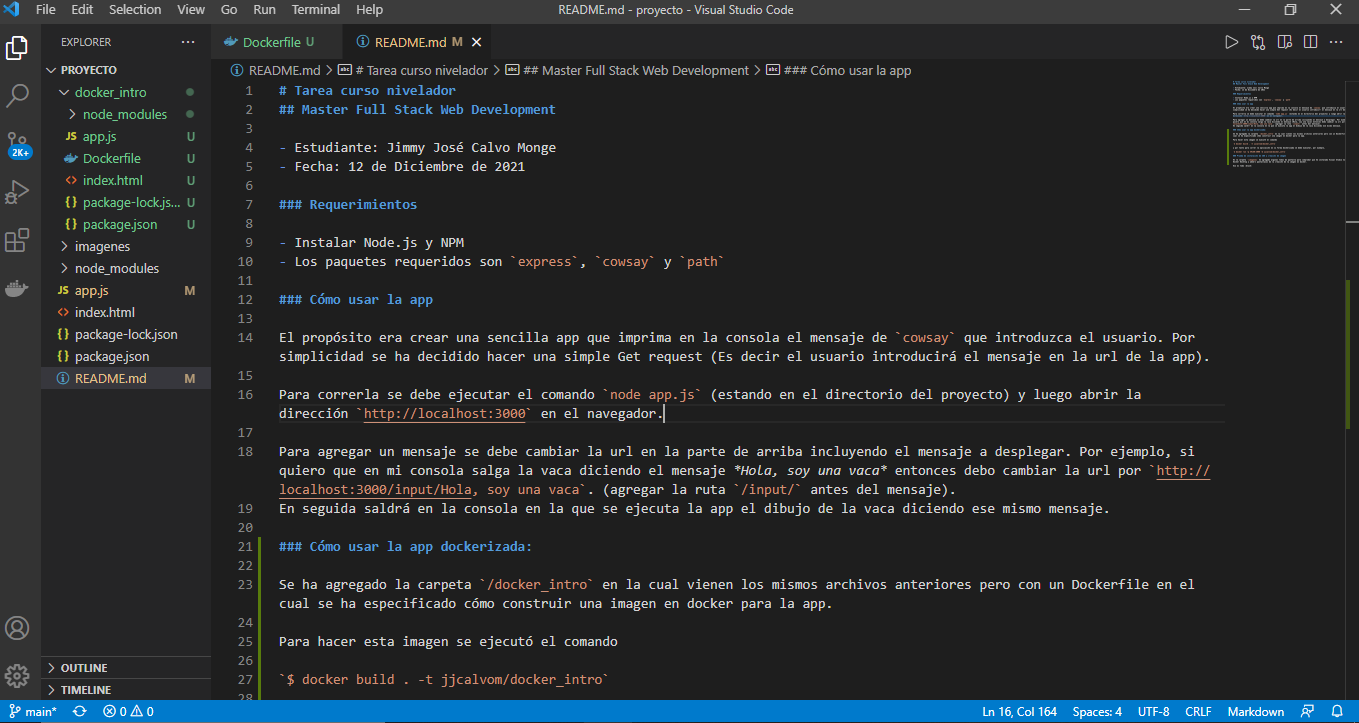 File Edit Selection View Go Run Terminal Help
README.md - proyecto - Visual Studio Code
EXPLORER
PROYECTO
docker_intro
node_modules
JS app.js U
Dockerfile U
<> index.html U
{} package-lock.js... U
{} package.json U
imagenes
node_modules
JS app.js M
<> index.html
{} package-lock.json
{} package.json
README.md M
OUTLINE
TIMELINE
2K+
Dockerfile U
README.md M
README.md > # Tarea curso nivelador > ## Master Full Stack Web Development > ### Cómo usar la app
1 # Tarea curso nivelador
2 ## Master Full Stack Web Development
3
4 - Estudiante: Jimmy José Calvo Monge
5 - Fecha: 12 de Diciembre de 2021
6
7 ### Requerimientos
8
9 - Instalar Node.js y NPM
10 - Los paquetes requeridos son `express`, `cowsay` y `path`
11
12 ### Cómo usar la app
13
14 El propósito era crear una sencilla app que imprima en la consola el mensaje de `cowsay` que introduzca el usuario. Por
simplicidad se ha decidido hacer una simple Get request (Es decir el usuario introducirá el mensaje en la url de la app).
15
16 Para correrla se debe ejecutar el comando `node app.js` (estando en el directorio del proyecto) y luego abrir la
dirección `http://localhost:3000` en el navegador.
17
18 Para agregar un mensaje se debe cambiar la url en la parte de arriba incluyendo el mensaje a desplegar. Por ejemplo, si
quiero que en mi consola salga la vaca diciendo el mensaje *Hola, soy una vaca* entonces debo cambiar la url por `http://
localhost:3000/input/Hola, soy una vaca`. (agregar la ruta `/input/` antes del mensaje).
19 En seguida saldrá en la consola en la que se ejecuta la app el dibujo de la vaca diciendo ese mismo mensaje.
20
21 ### Cómo usar la app dockerizada:
22
23 Se ha agregado la carpeta `/docker_intro` en la cual vienen los mismos archivos anteriores pero con un Dockerfile en el
cual se ha especificado cómo construir una imagen en docker para la app.
24
25 Para hacer esta imagen se ejecutó el comando
26
27 `$ docker build . -t jjcalvom/docker_intro`
28
main* 0 0
Ln 16, Col 164 Spaces: 4 UTF-8 CRLF Markdown